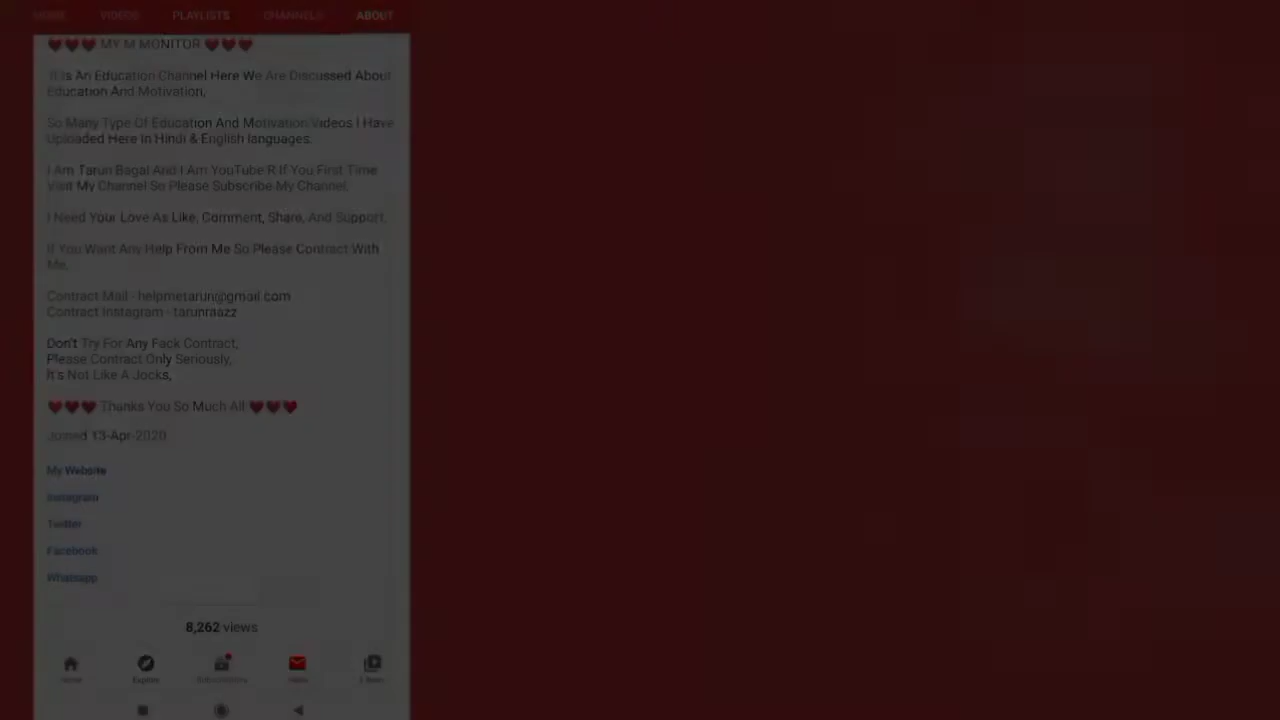 HOME VIDEOS PLAYLISTS CHANNELS ABOUT
❤❤❤ MY M MONITOR ❤❤❤
It Is An Education Channel Here We Are Discussed About
Education And Motivation,
So Many Type Of Education And Motivation Videos I Have
Uploaded Here In Hindi & English languages.
I Am Tarun Bagal And I Am YouTube R If You First Time
Visit My Channel So Please Subscribe My Channel.
I Need Your Love As Like, Comment, Share, And Support.
If You Want Any Help From Me So Please Contract With
Me.
Contract Mail - helpmetarun@gmail.com
Contract Instagram - tarunraazz
Don't Try For Any Fack Contract,
Please Contract Only Seriously,
It's Not Like A Jocks,
❤❤❤ Thanks You So Much All ❤❤❤
Joined 13-Apr-2020
My Website
Instagram
Twitter
Facebook
Whatsapp
8,262 views
Home Explore Subscriptions